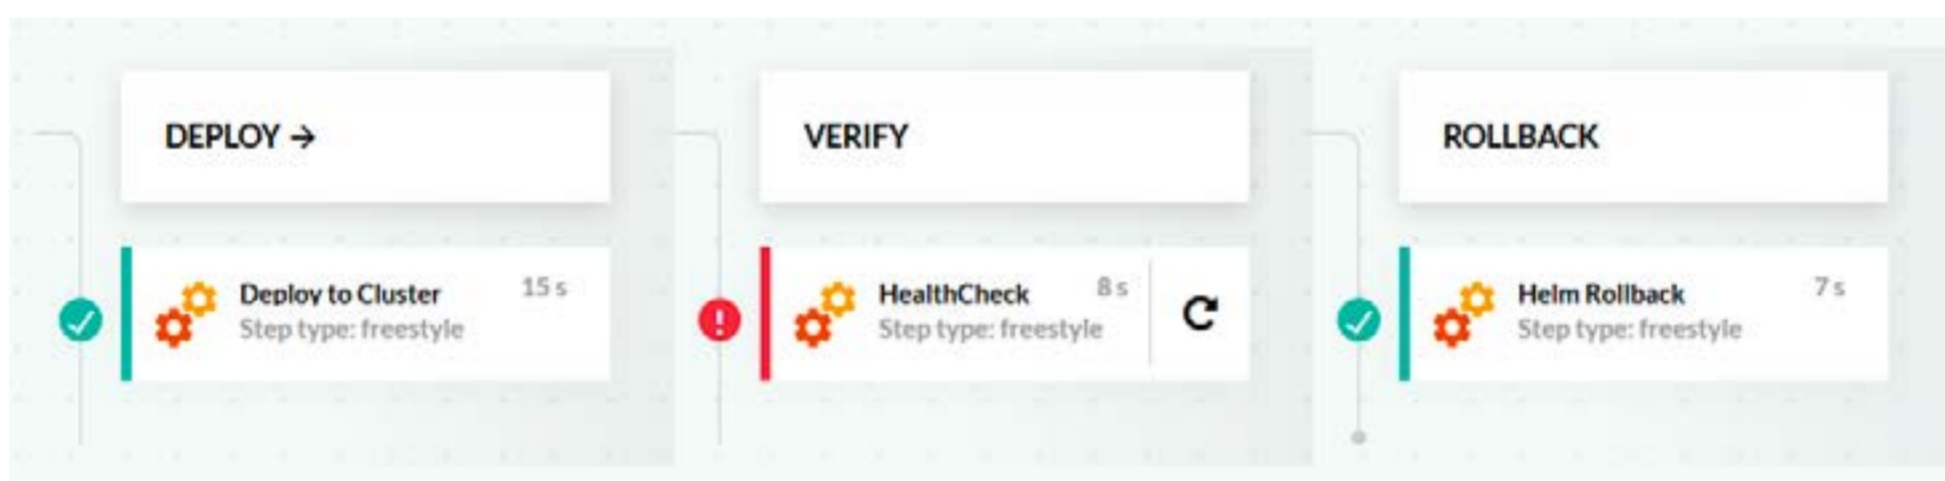 DEPLOY →
Deploy to Cluster 15 s
Step type: freestyle
VERIFY
HealthCheck 8 s
Step type: freestyle
ROLLBACK
Helm Rollback 7 s
Step type: freestyle